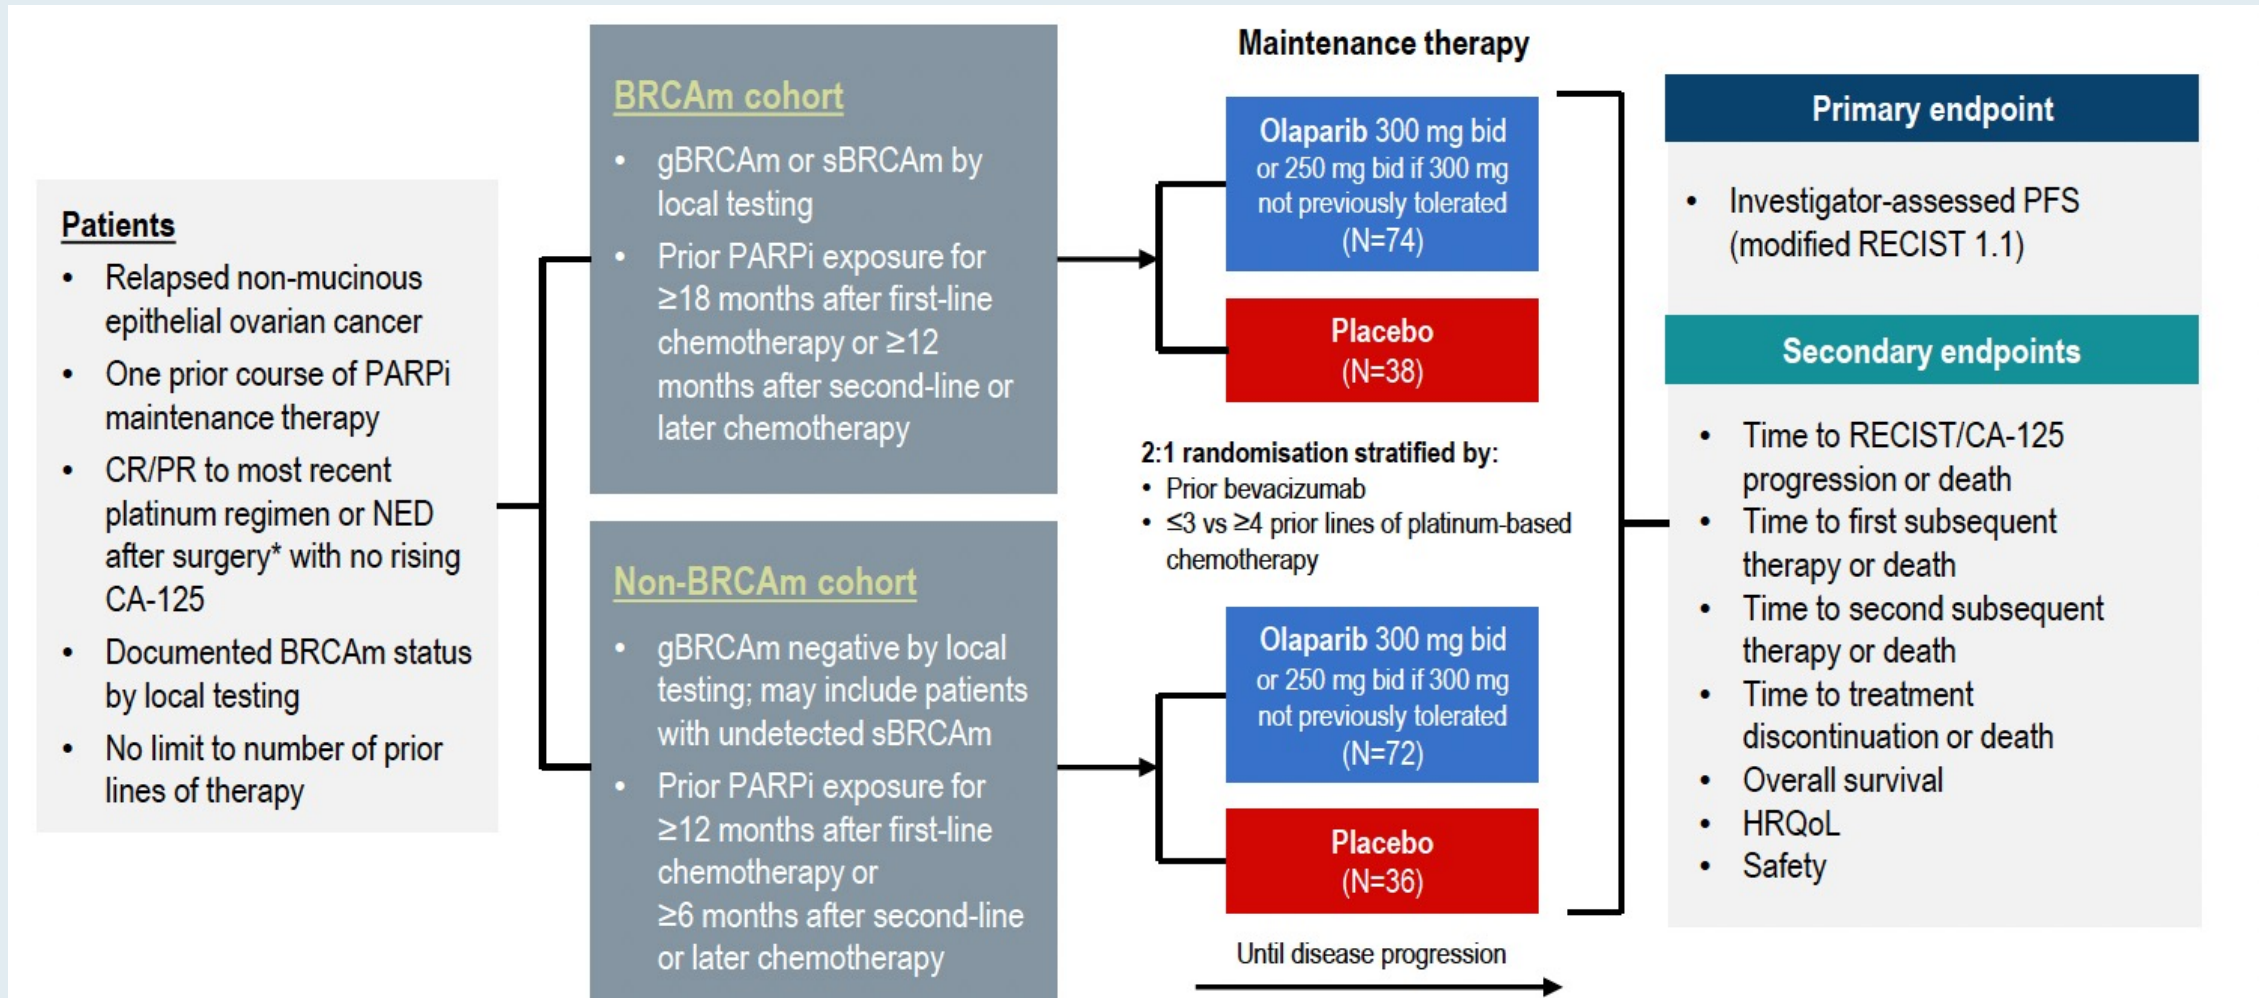 Patients
• Relapsed non-mucinous
epithelial ovarian cancer
• One prior course of PARPi
maintenance therapy
• CR/PR to most recent
platinum regimen or NED
after surgery* with no rising
CA-125
• Documented BRCAm status
by local testing
• No limit to number of prior
lines of therapy
BRCAm cohort
• gBRCAm or sBRCAm by
local testing
• Prior PARPi exposure for
≥18 months after first-line
chemotherapy or ≥12
months after second-line or
later chemotherapy
Non-BRCAm cohort
• gBRCAm negative by local
testing; may include patients
with undetected sBRCAm
• Prior PARPi exposure for
≥12 months after first-line
chemotherapy or
≥6 months after second-line
or later chemotherapy
Maintenance therapy
Olaparib 300 mg bid
or 250 mg bid if 300 mg
not previously tolerated
(N=74)
Placebo
(N=38)
2:1 randomisation stratified by:
• Prior bevacizumab
• ≤3 vs ≥4 prior lines of platinum-based
chemotherapy
Olaparib 300 mg bid
or 250 mg bid if 300 mg
not previously tolerated
(N=72)
Placebo
(N=36)
Until disease progression
Primary endpoint
• Investigator-assessed PFS
(modified RECIST 1.1)
Secondary endpoints
• Time to RECIST/CA-125
progression or death
• Time to first subsequent
therapy or death
• Time to second subsequent
therapy or death
• Time to treatment
discontinuation or death
• Overall survival
• HRQoL
• Safety